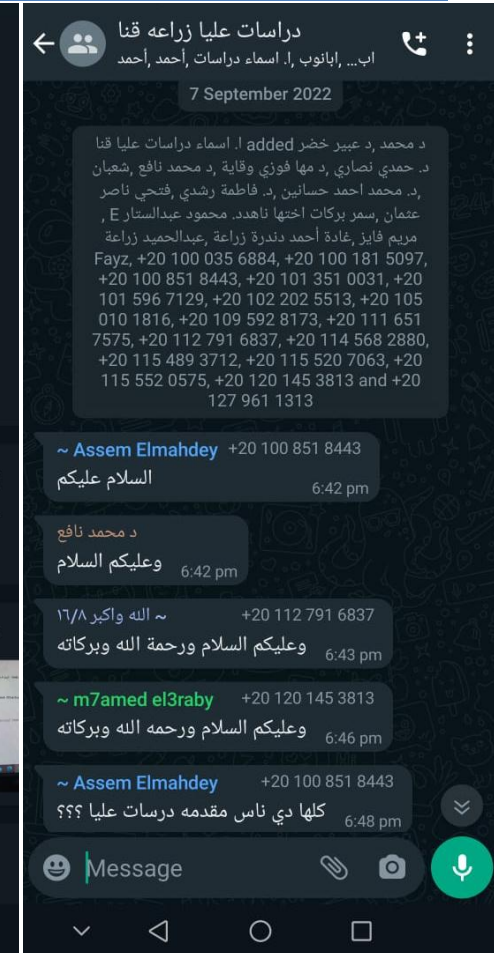 دراسات عليا زراعه قنا
اب... ,ابانوب ,ا. اسماء دراسات ,أحمد ,أحمد
7 September 2022
د محمد ,د عبير خضر added ا. اسماء دراسات عليا قنا
د. حمدي نصاري ,د مها فوزي وقاية ,د محمد نافع ,شعبان
,د. محمد احمد حسانين ,د. فاطمة رشدي ,فتحي ناصر
عثمان ,سمر بركات اختها ناهدد. محمود عبدالستار E ,
مريم فايز ,غادة أحمد دندرة زراعة ,عبدالحميد زراعة
Fayz, +20 100 035 6884, +20 100 181 5097,
+20 100 851 8443, +20 101 351 0031, +20
101 596 7129, +20 102 202 5513, +20 105
010 1816, +20 109 592 8173, +20 111 651
7575, +20 112 791 6837, +20 114 568 2880,
+20 115 489 3712, +20 115 520 7063, +20
115 552 0575, +20 120 145 3813 and +20
127 961 1313
~ Assem Elmahdey +20 100 851 8443
السلام عليكم
6:42 pm
د محمد نافع
وعليكم السلام
6:42 pm
~ الله واكبر ١٦/٨ +20 112 791 6837
وعليكم السلام ورحمة الله وبركاته
6:43 pm
~ m7amed el3raby +20 120 145 3813
وعليكم السلام ورحمه الله وبركاته
6:46 pm
~ Assem Elmahdey +20 100 851 8443
كلها دي ناس مقدمه درسات عليا ؟؟؟
6:48 pm
Message